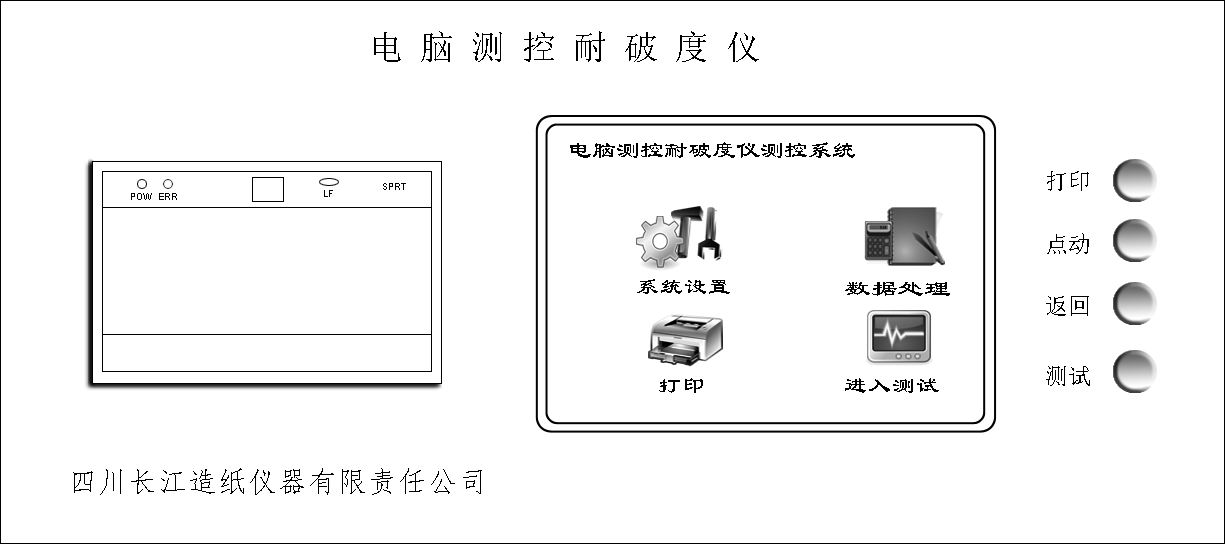 电脑测控耐破度仪
POW ERR
LF
SPRT
电脑测控耐破度仪测控系统
系统设置
数据处理
打印
进入测试
打印
点动
返回
测试
四川长江造纸仪器有限责任公司